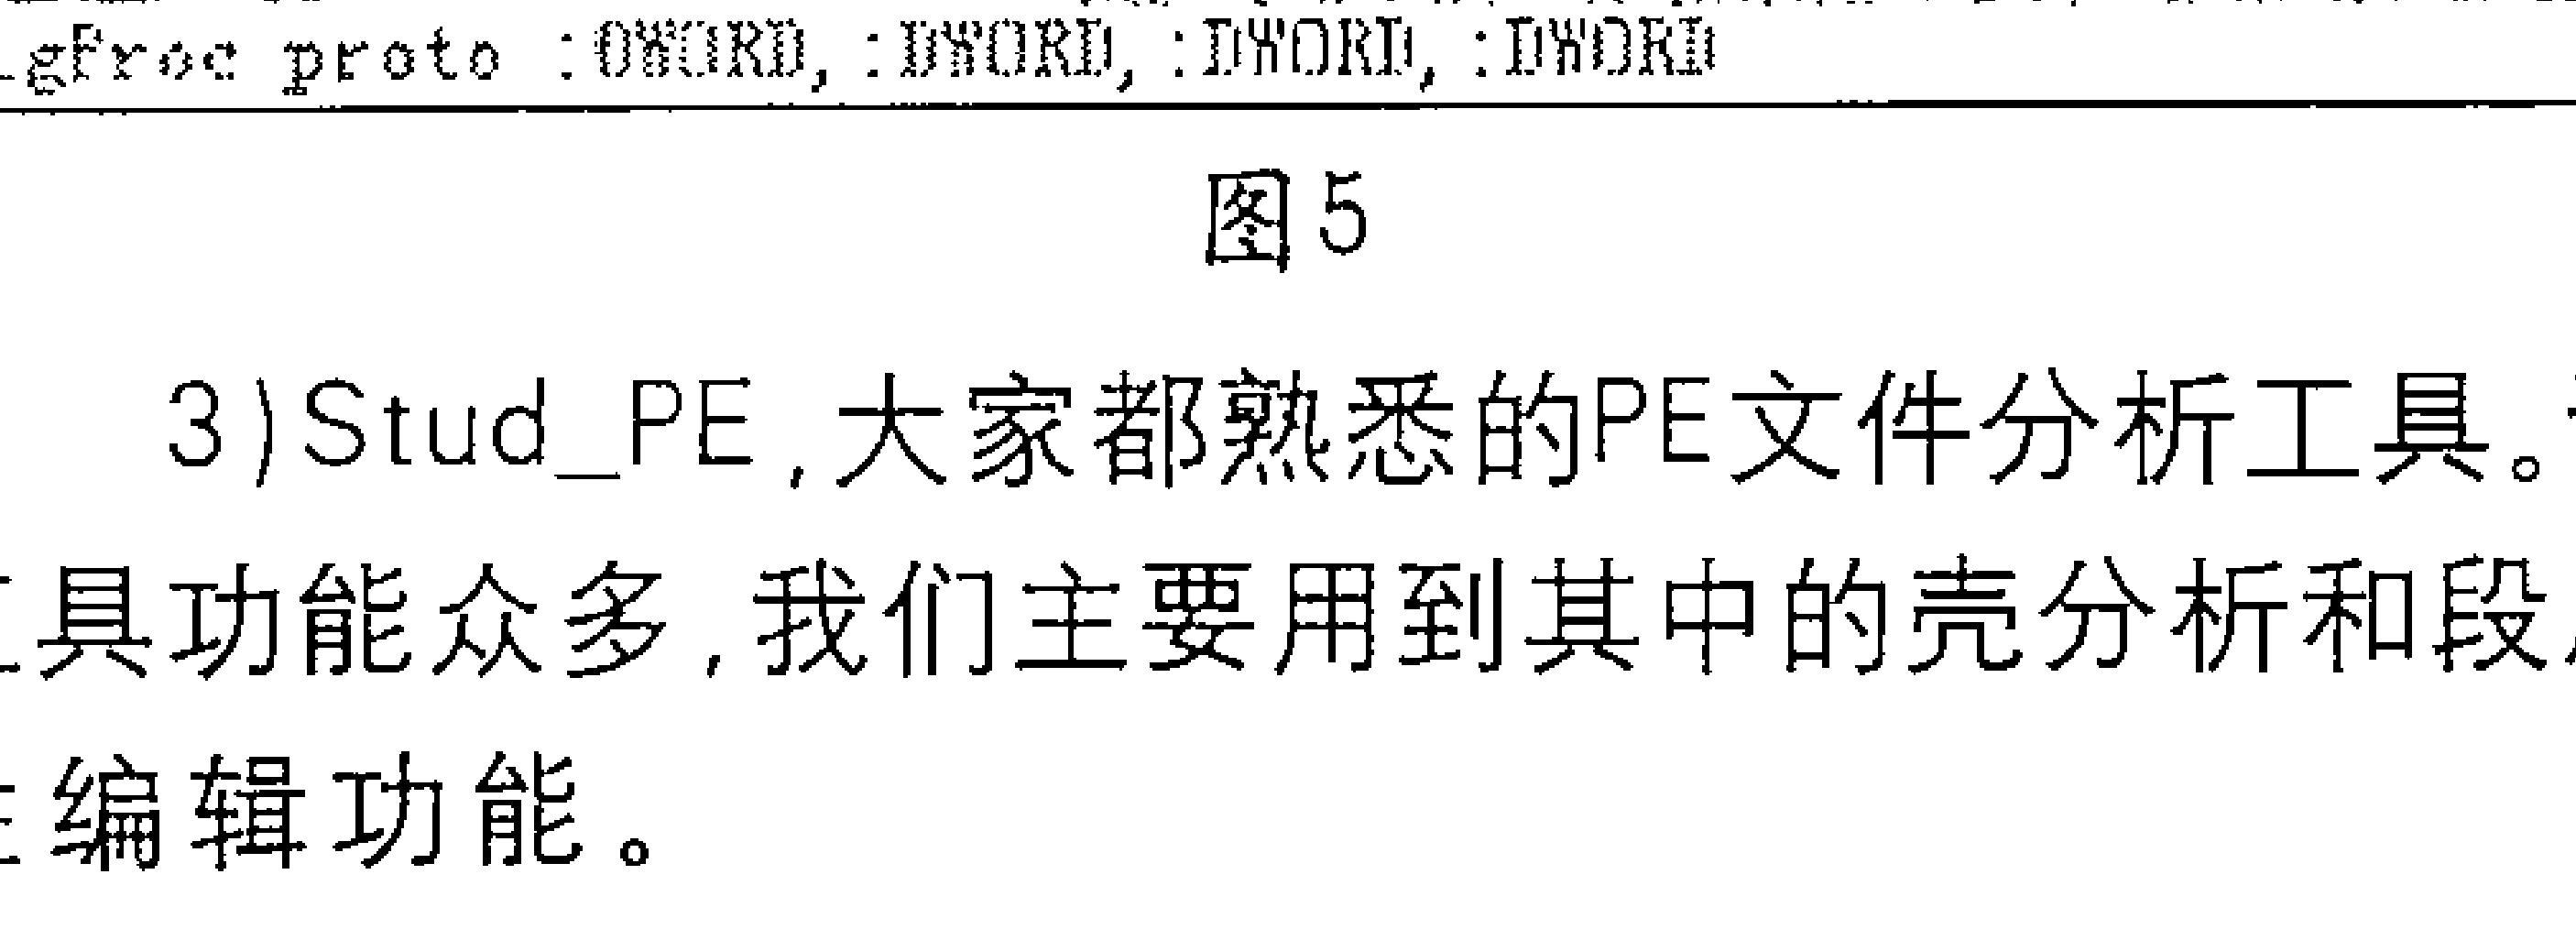 gProc proto :DWORD, :DWORD, :DWORD, :DWORD
图5
3)Stud_PE,大家都熟悉的PE文件分析工具。
具功能众多,我们主要用到其中的壳分析和段
编辑功能。